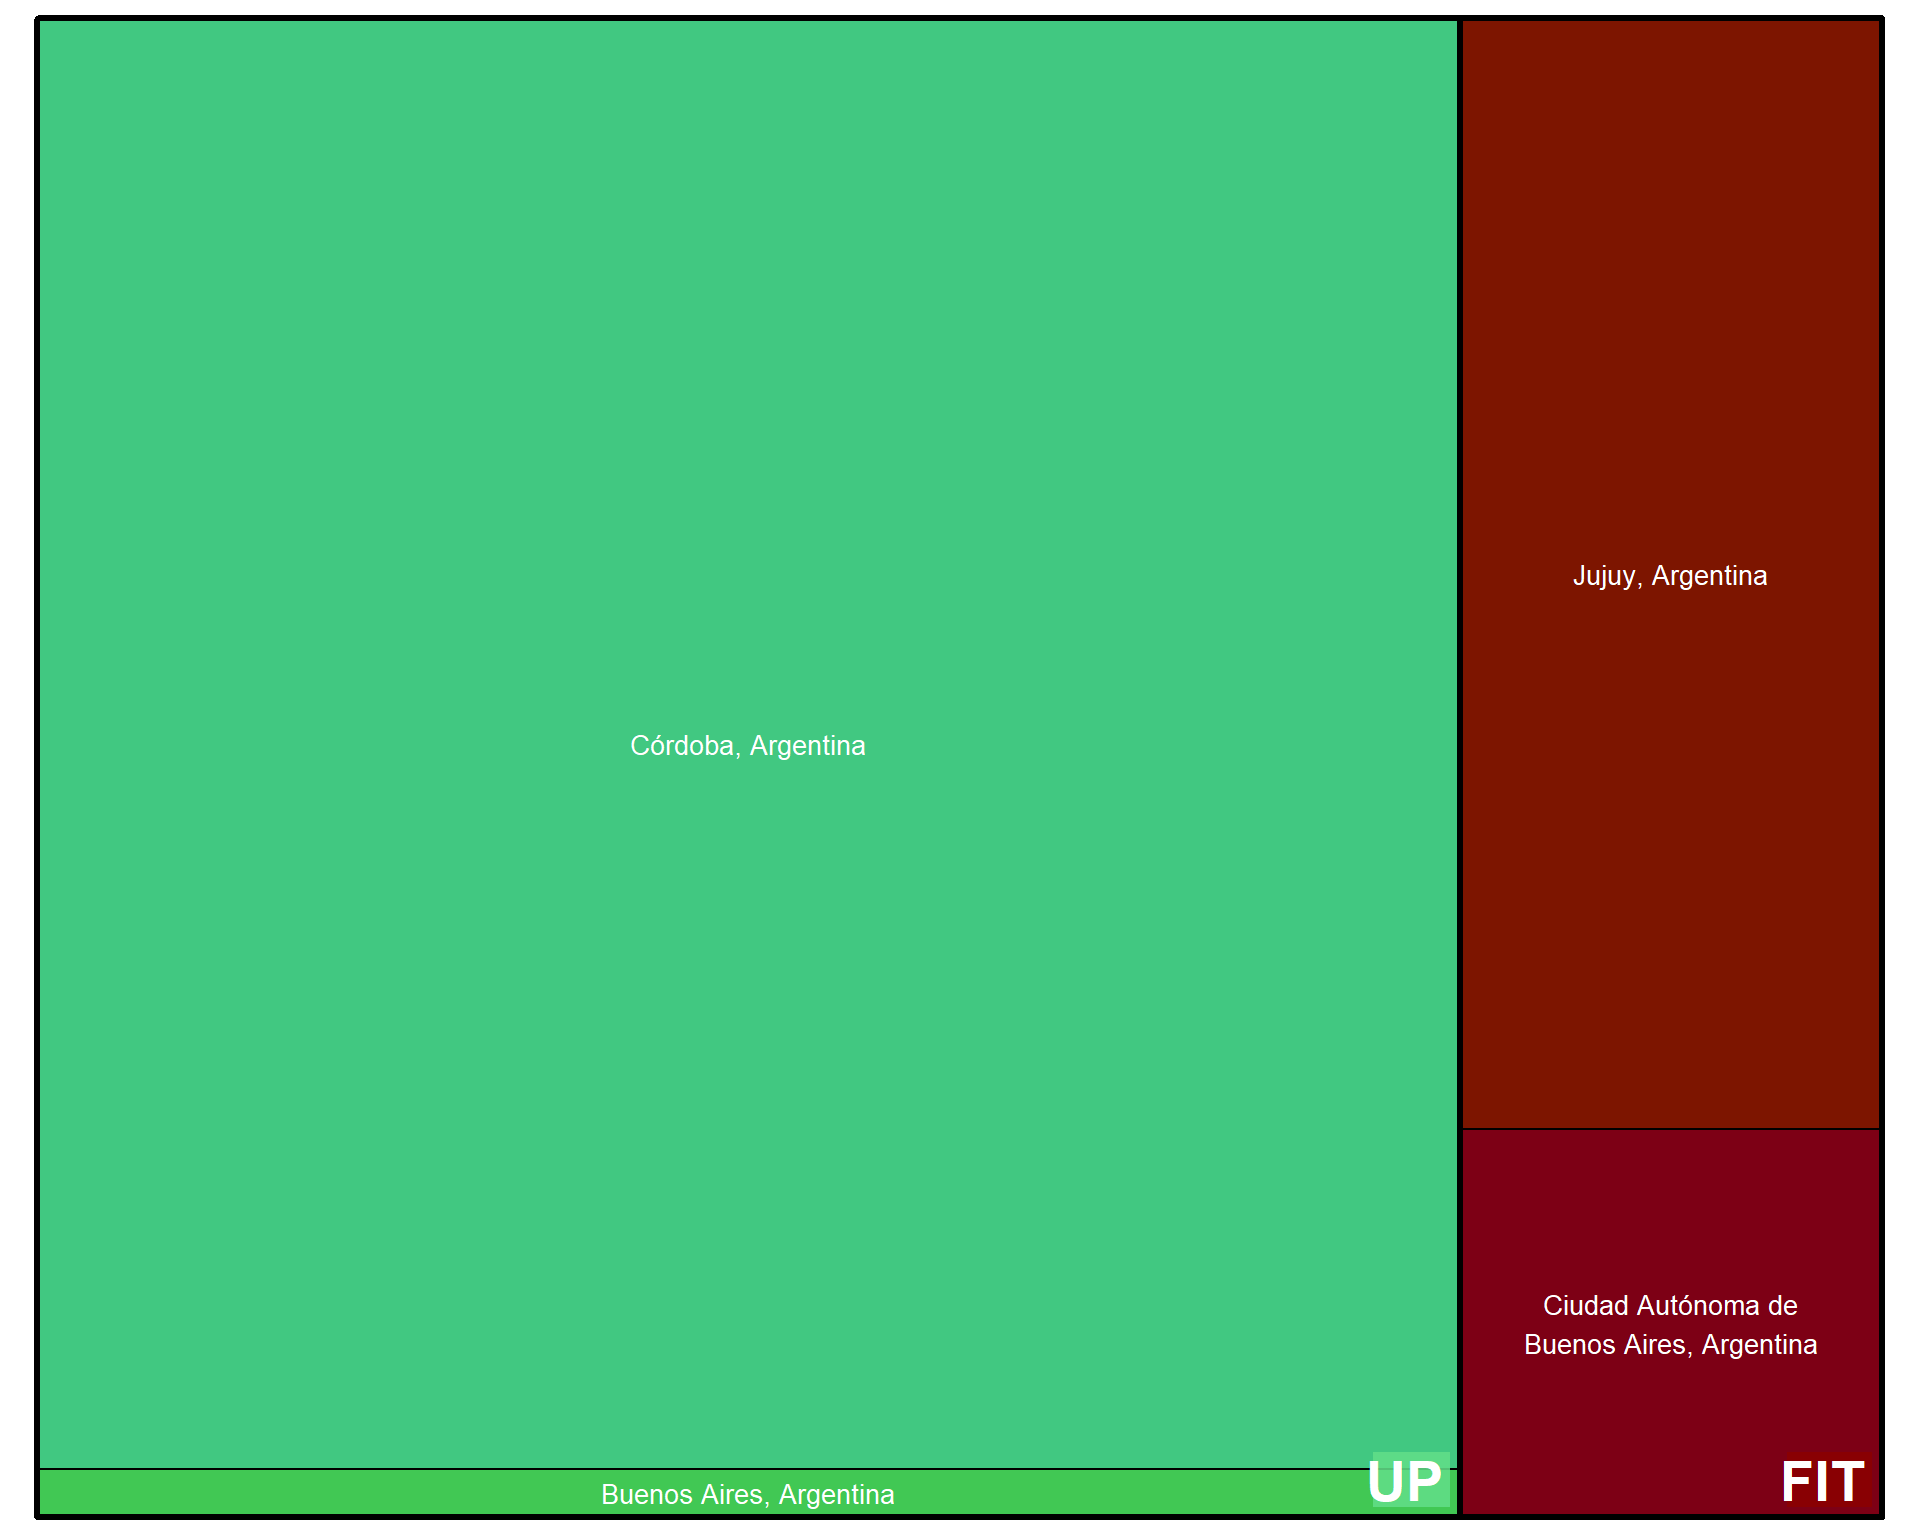 Córdoba, Argentina
Buenos Aires, Argentina
UP
Jujuy, Argentina
Ciudad Autónoma de
Buenos Aires, Argentina
FIT